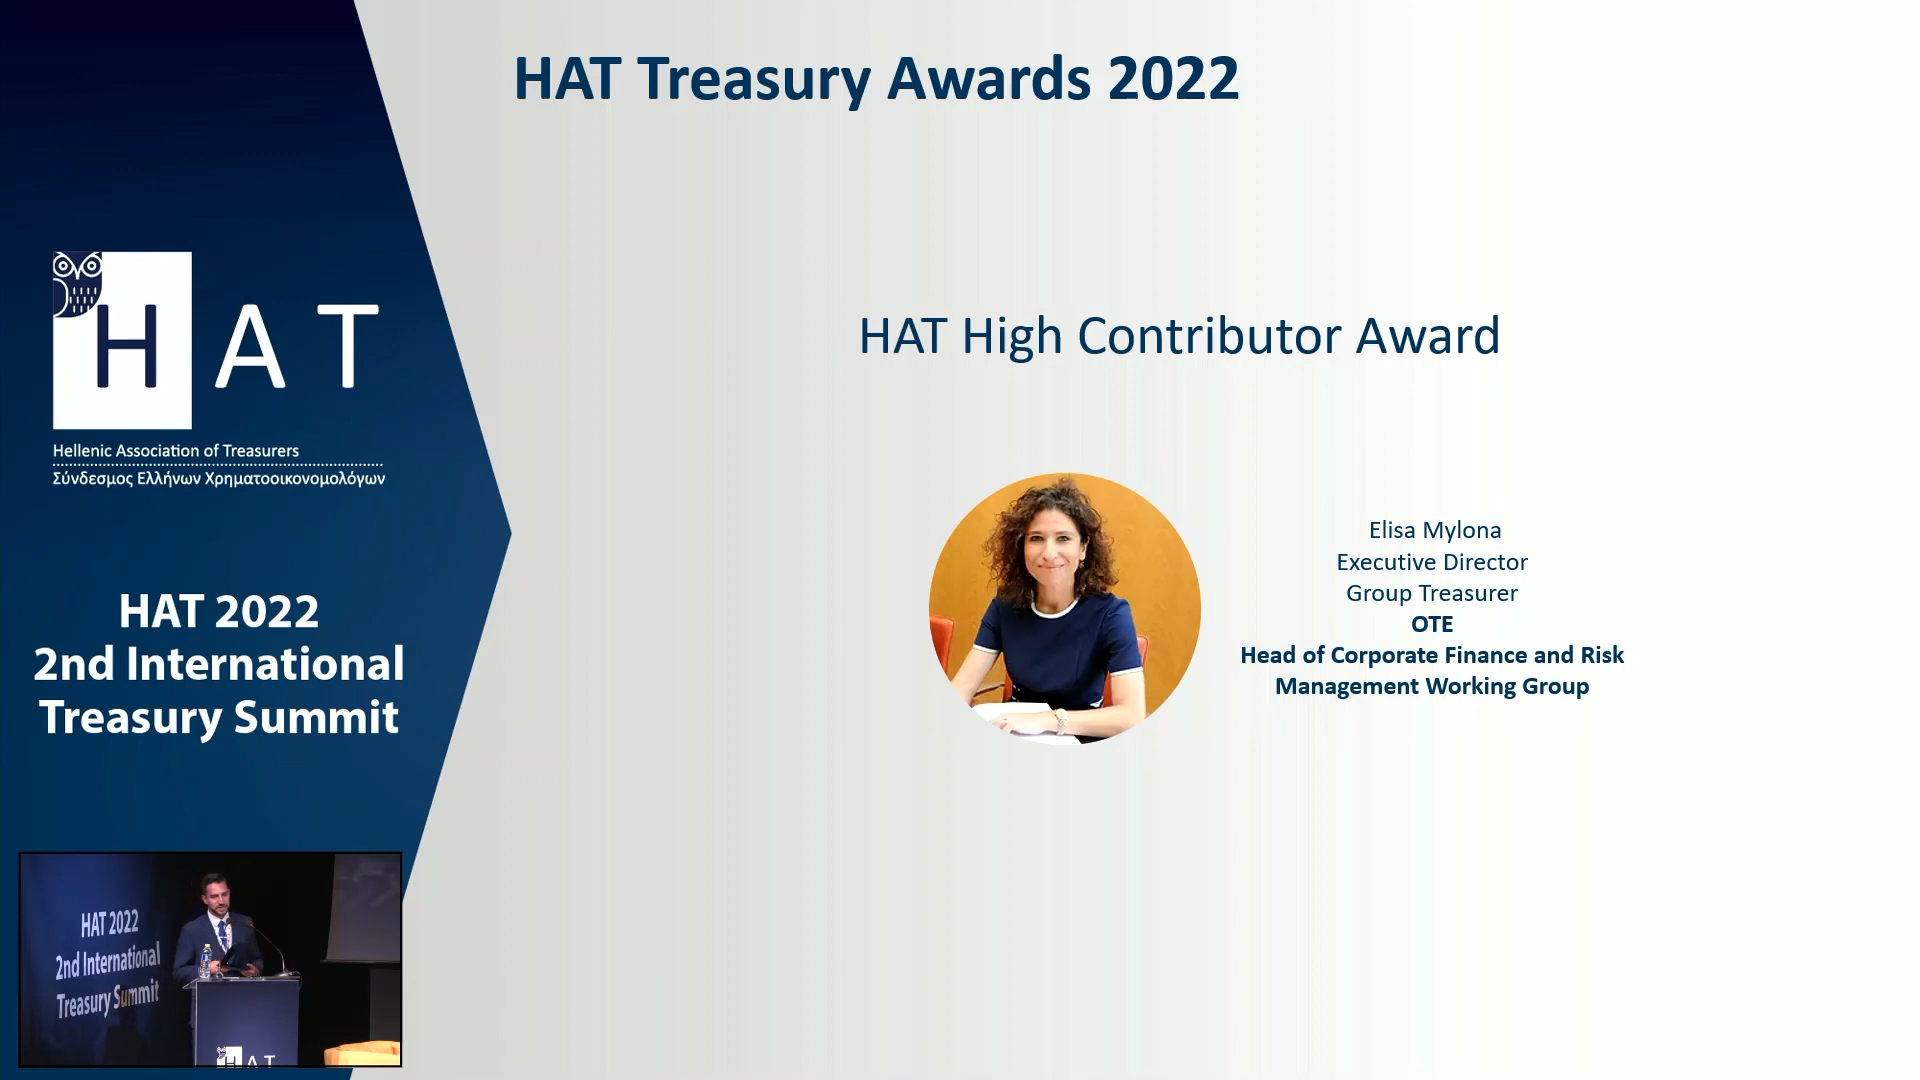 HAT Treasury Awards 2022
HAT
Hellenic Association of Treasurers
Σύνδεσμος Ελλήνων Χρηματοοικονομολόγων
HAT 2022
2nd International
Treasury Summit
HAT High Contributor Award
Elisa Mylona
Executive Director
Group Treasurer
OTE
Head of Corporate Finance and Risk
Management Working Group
HAT 2022
2nd International
Treasury Summit
HAT